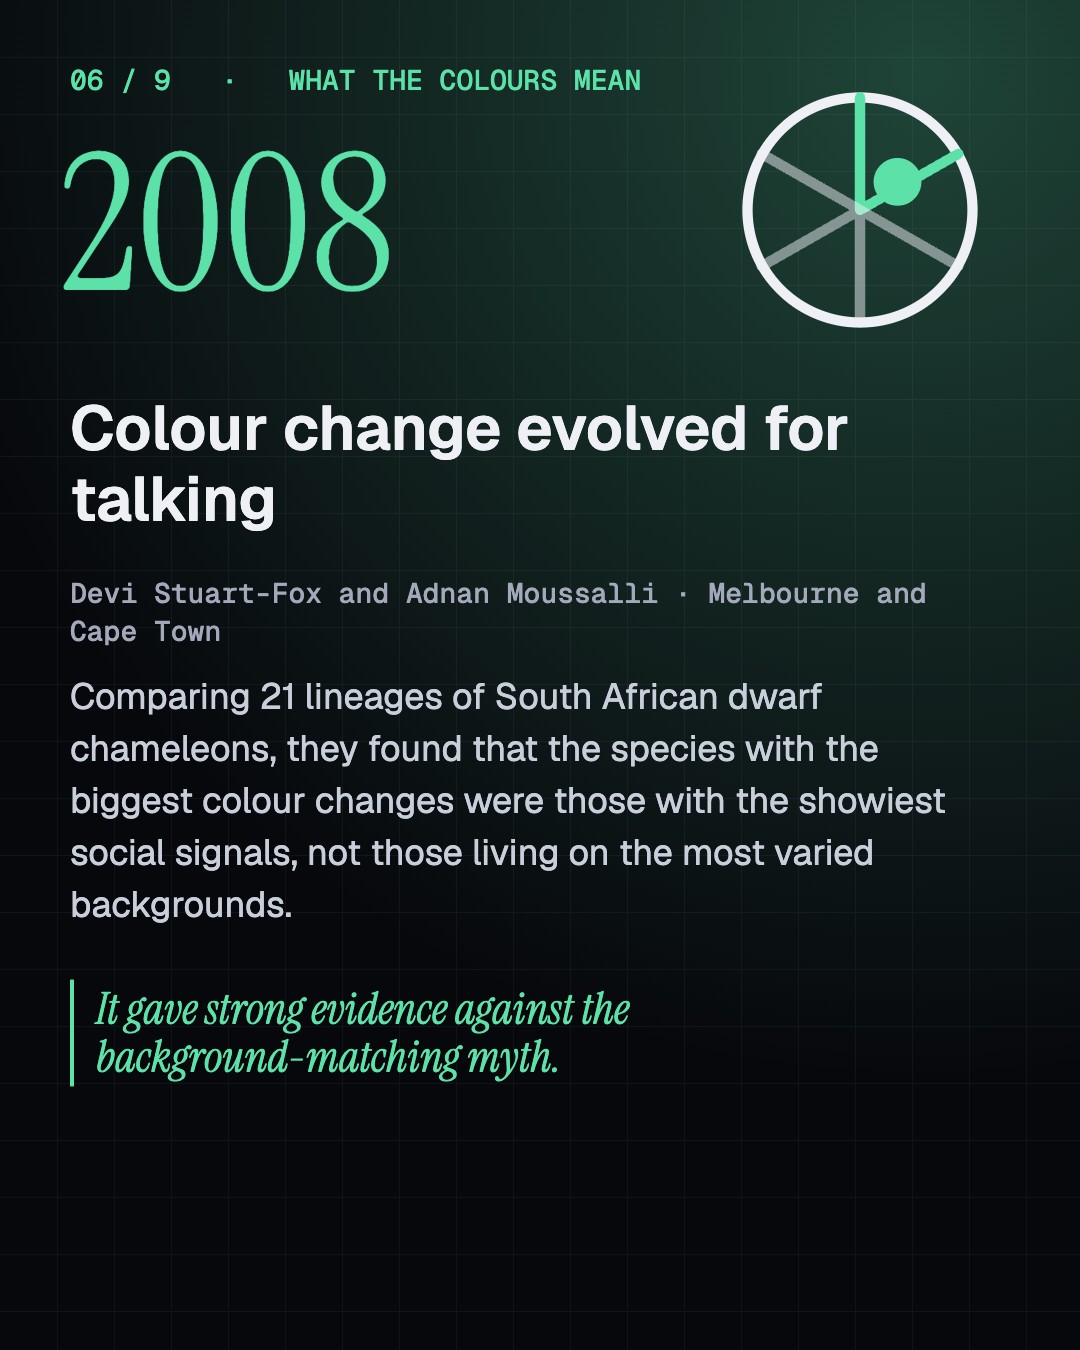 06 / 9 · WHAT THE COLOURS MEAN
2008
Colour change evolved for
talking
Devi Stuart-Fox and Adnan Moussalli · Melbourne and
Cape Town
Comparing 21 lineages of South African dwarf
chameleons, they found that the species with the
biggest colour changes were those with the showiest
social signals, not those living on the most varied
backgrounds.
It gave strong evidence against the
background-matching myth.